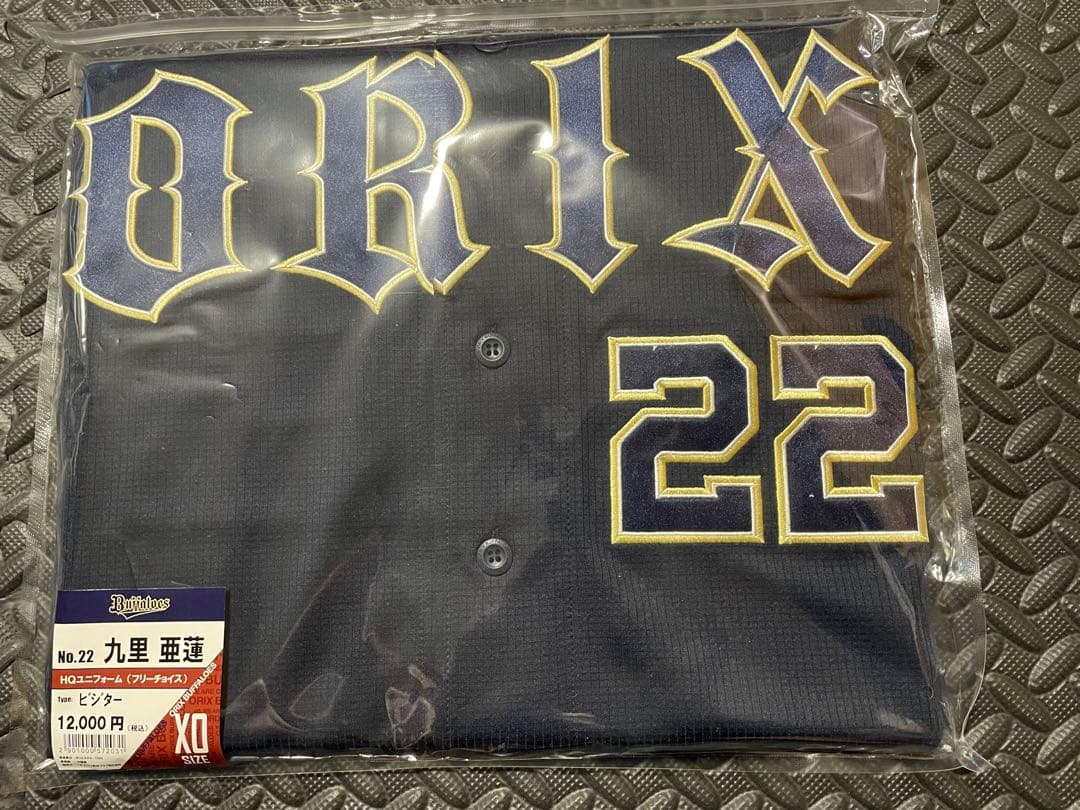 ORIX
22
Buffaloes
No.22 九里 亜蓮
HQユニフォーム(フリーチョイス)
Type: ビジター
12,000円(税込)
ORIX BUFFALOES
XO
SIZE